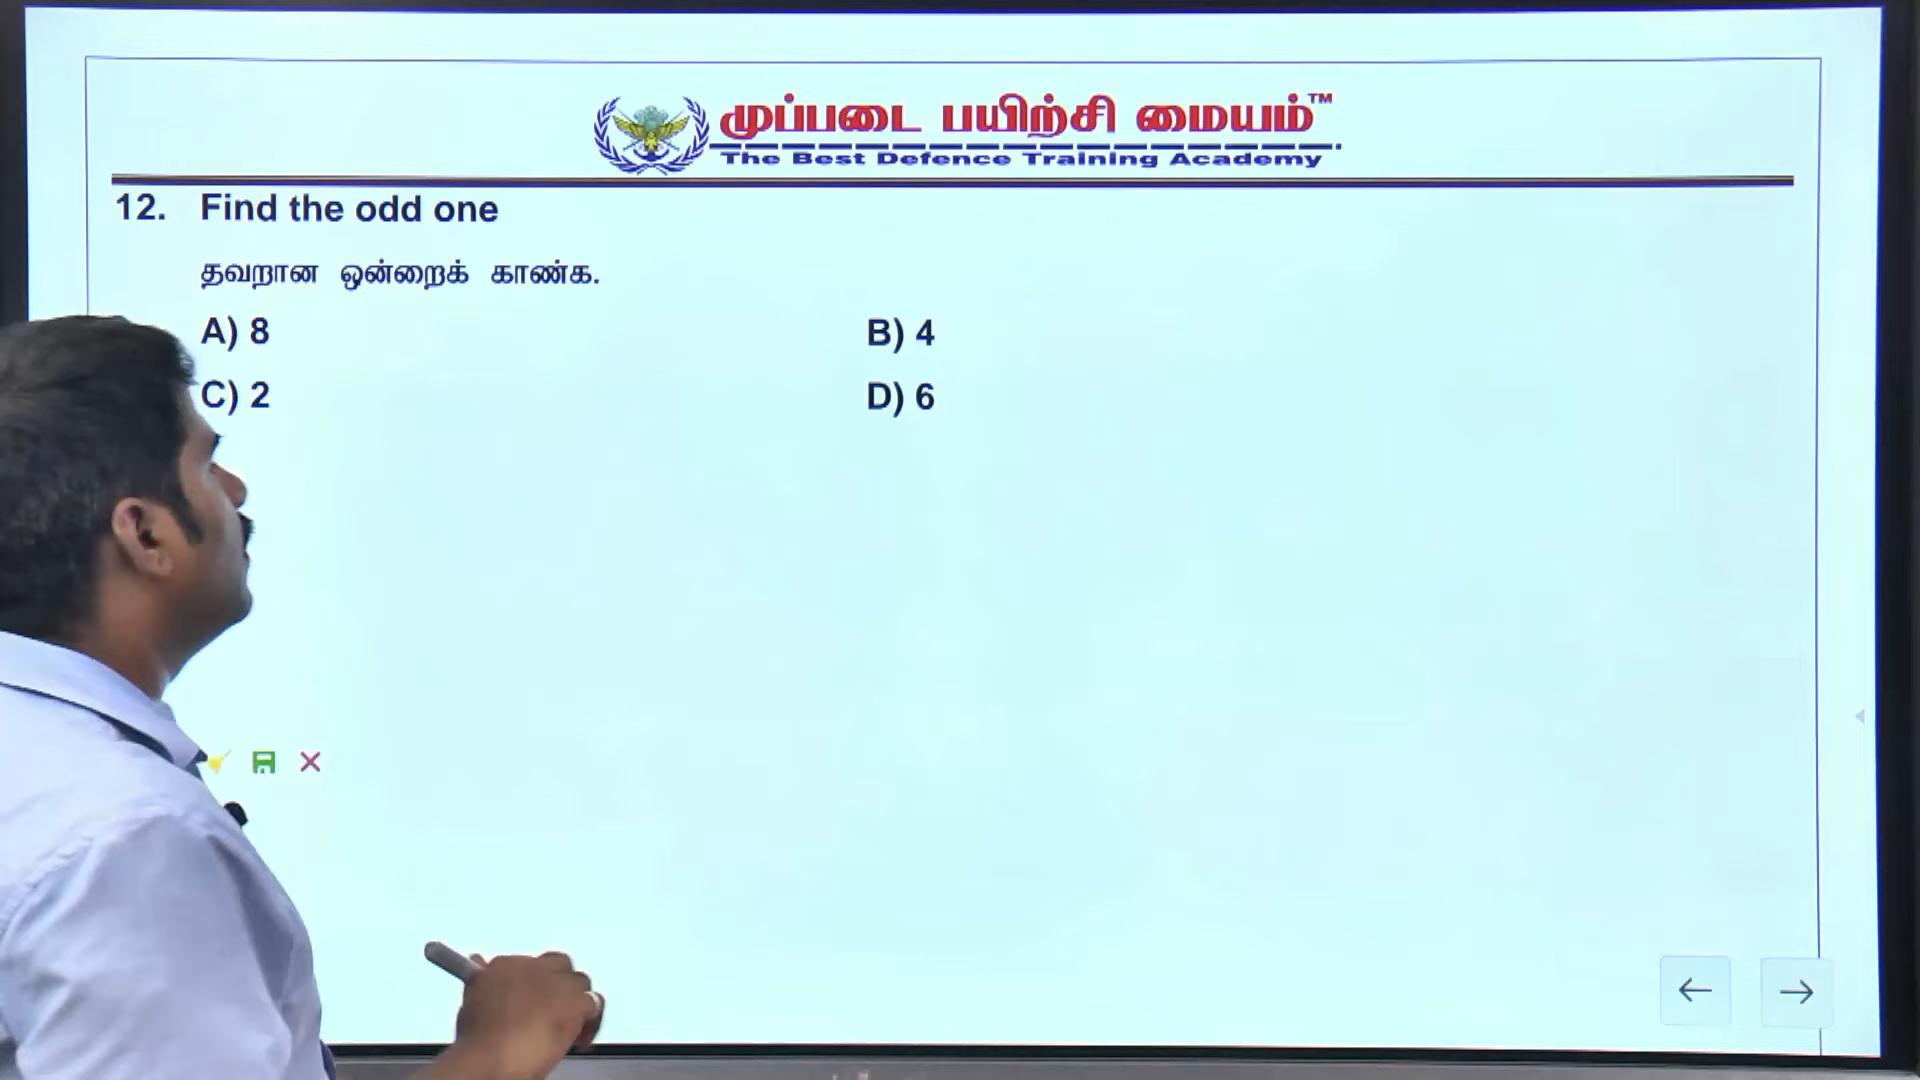 முப்படை பயிற்சி மையம்™
The Best Defence Training Academy
12. Find the odd one
தவறான ஒன்றைக் காண்க.
A) 8 B) 4
C) 2 D) 6